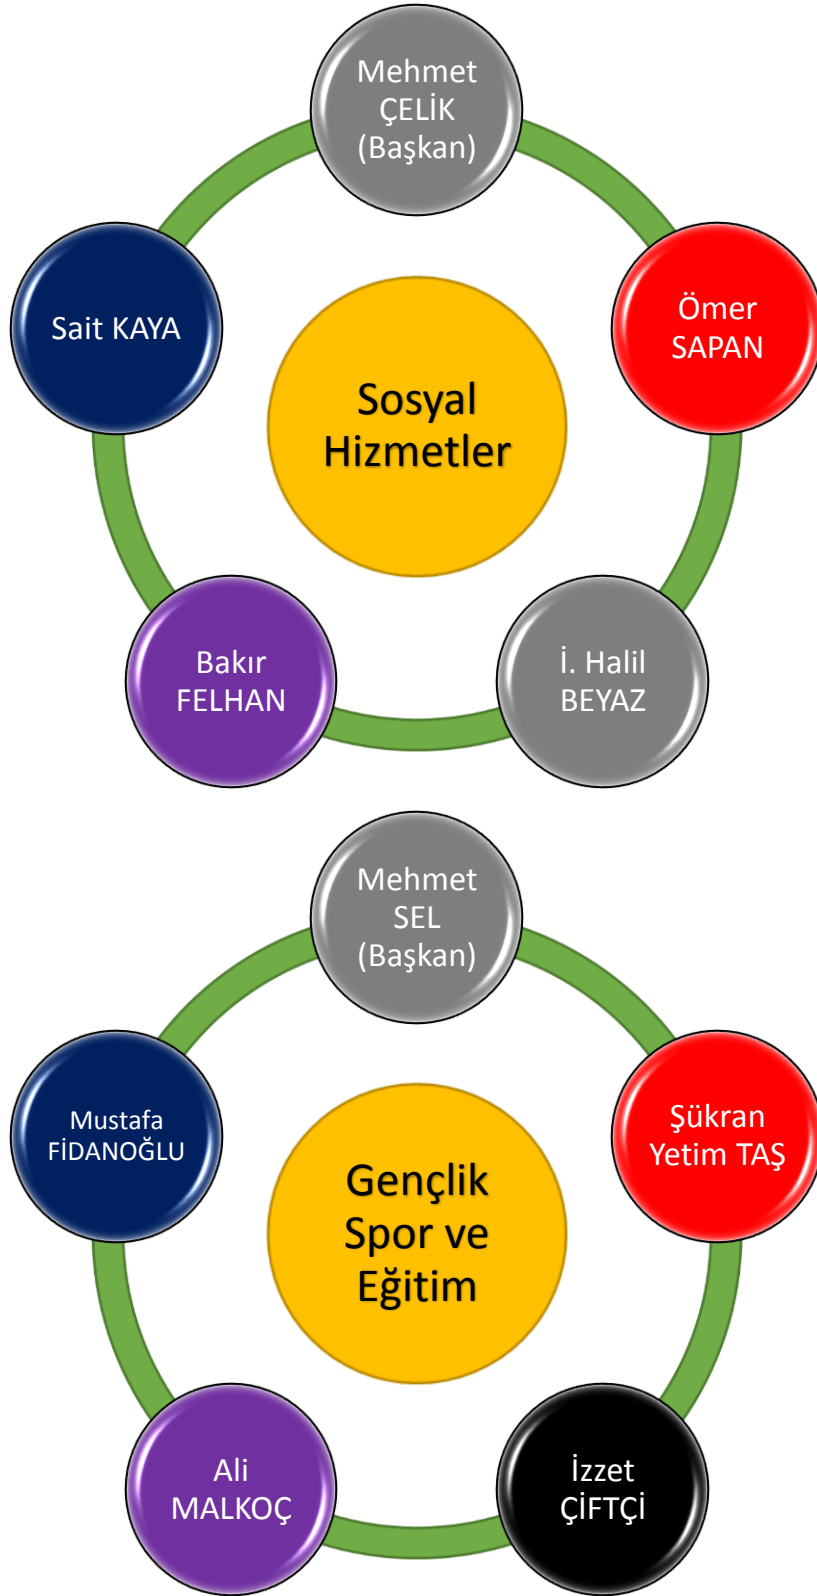 Mehmet
ÇELİK
(Başkan)
Ömer
SAPAN
Sait KAYA
Sosyal
Hizmetler
Bakır
FELHAN
İ. Halil
BEYAZ
Mehmet
SEL
(Başkan)
Şükran
Yetim TAŞ
Mustafa
FİDANOĞLU
Gençlik
Spor ve
Eğitim
Ali
MALKOÇ
İzzet
ÇİFTÇİ